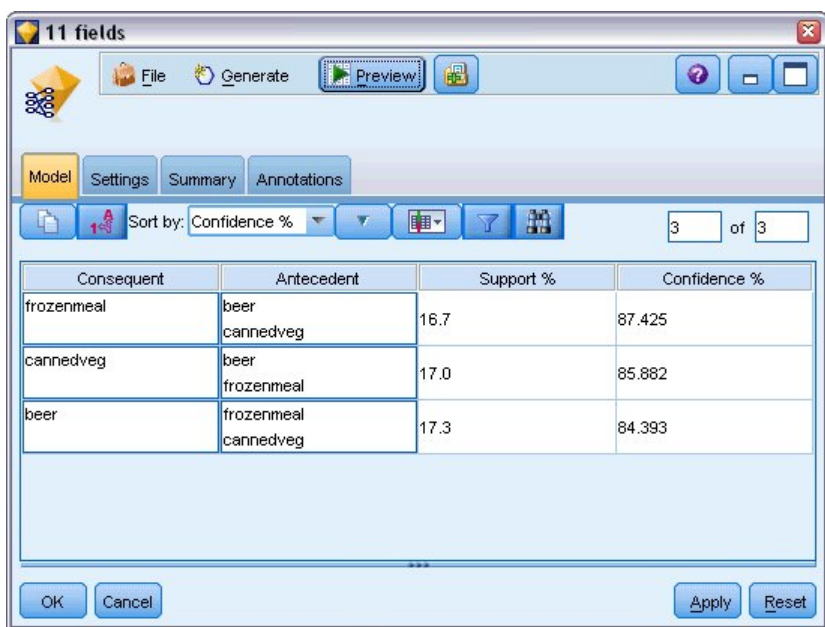 11 fields
File Generate Preview
Model Settings Summary Annotations
Sort by: Confidence % 3 of 3
Consequent Antecedent Support % Confidence %
frozenmeal beer cannedveg 16.7 87.425
cannedveg beer frozenmeal 17.0 85.882
beer frozenmeal cannedveg 17.3 84.393
OK Cancel Apply Reset